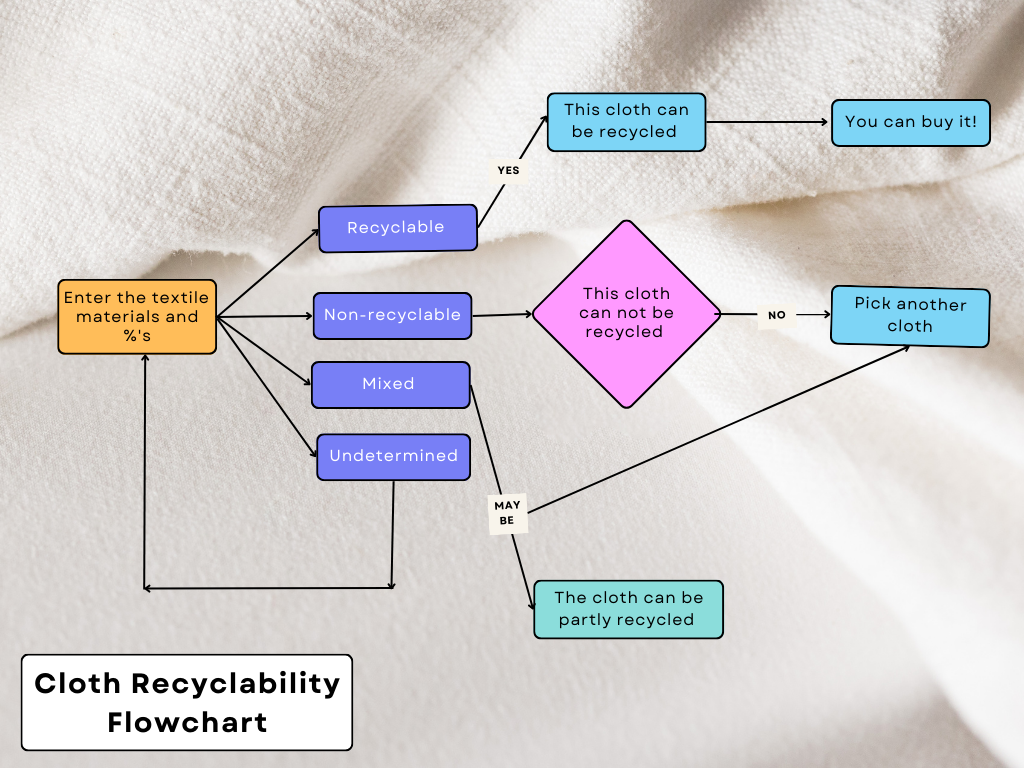 This cloth can
be recycled
You can buy it!
YES
Recyclable
Enter the textile
materials and
%'s
Non-recyclable
This cloth
can not be
recycled
NO
Pick another
cloth
Mixed
Undetermined
MAY
BE
The cloth can be
partly recycled
Cloth Recyclability
Flowchart